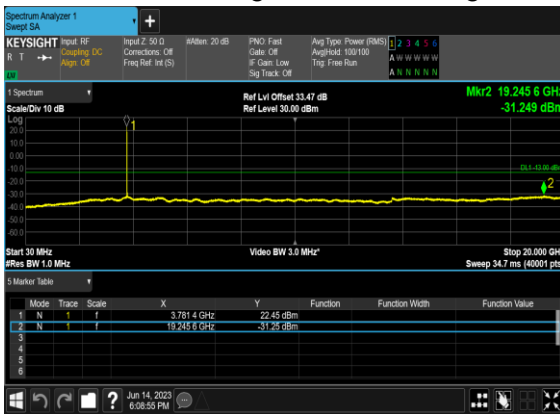 Spectrum Analyzer 1
Swept SA
KEYSIGHT Input: RF Input Z: 50 Ω #Atten: 20 dB PNO: Fast Avg Type: Power (RMS) 1 2 3 4 5 6
R T Coupling: DC Corrections: Off Gate: Off Avg|Hold: 100/100 A W W W W W
Align: Off Freq Ref: Int (S) IF Gain: Low Trig: Free Run
LV Sig Track: Off A N N N N N
1 Spectrum Ref Lvl Offset 33.47 dB Mkr2 19.245 6 GHz
Scale/Div 10 dB Ref Level 30.00 dBm -31.249 dBm
Log
20.0
10.0
0.00
-10.0
-20.0
-30.0
-40.0
-50.0
-60.0
1
DL1 -13.00 dBm
2
Start 30 MHz Video BW 3.0 MHz* Stop 20.000 GH
#Res BW 1.0 MHz Sweep 34.7 ms (40001 pts
5 Marker Table
Mode Trace Scale X Y Function Function Width Function Value
1 N 1 f 3.781 4 GHz 22.45 dBm
2 N 1 f 19.245 6 GHz -31.25 dBm
3
4
5
6
? Jun 14, 2023
6:08:55 PM